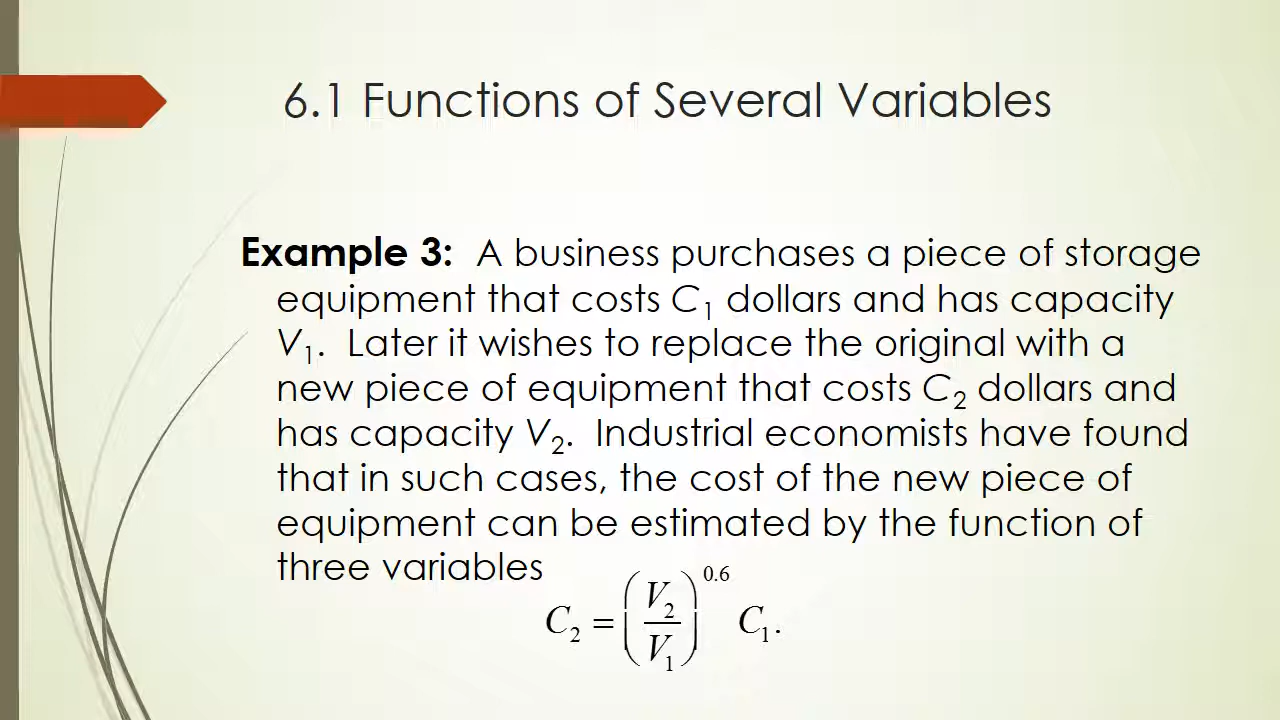 6.1 Functions of Several Variables
Example 3: A business purchases a piece of storage
equipment that costs C₁ dollars and has capacity
V₁. Later it wishes to replace the original with a
new piece of equipment that costs C₂ dollars and
has capacity V₂. Industrial economists have found
that in such cases, the cost of the new piece of
equipment can be estimated by the function of
three variables
C₂ = (V₂/V₁)^0.6 C₁.